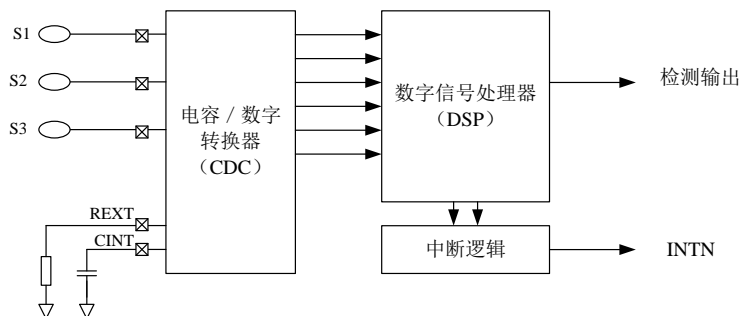 S1
S2
S3
REXT
CINT
电容 / 数字
转换器
（CDC）
数字信号处理器
（DSP）
检测输出
中断逻辑
INTN